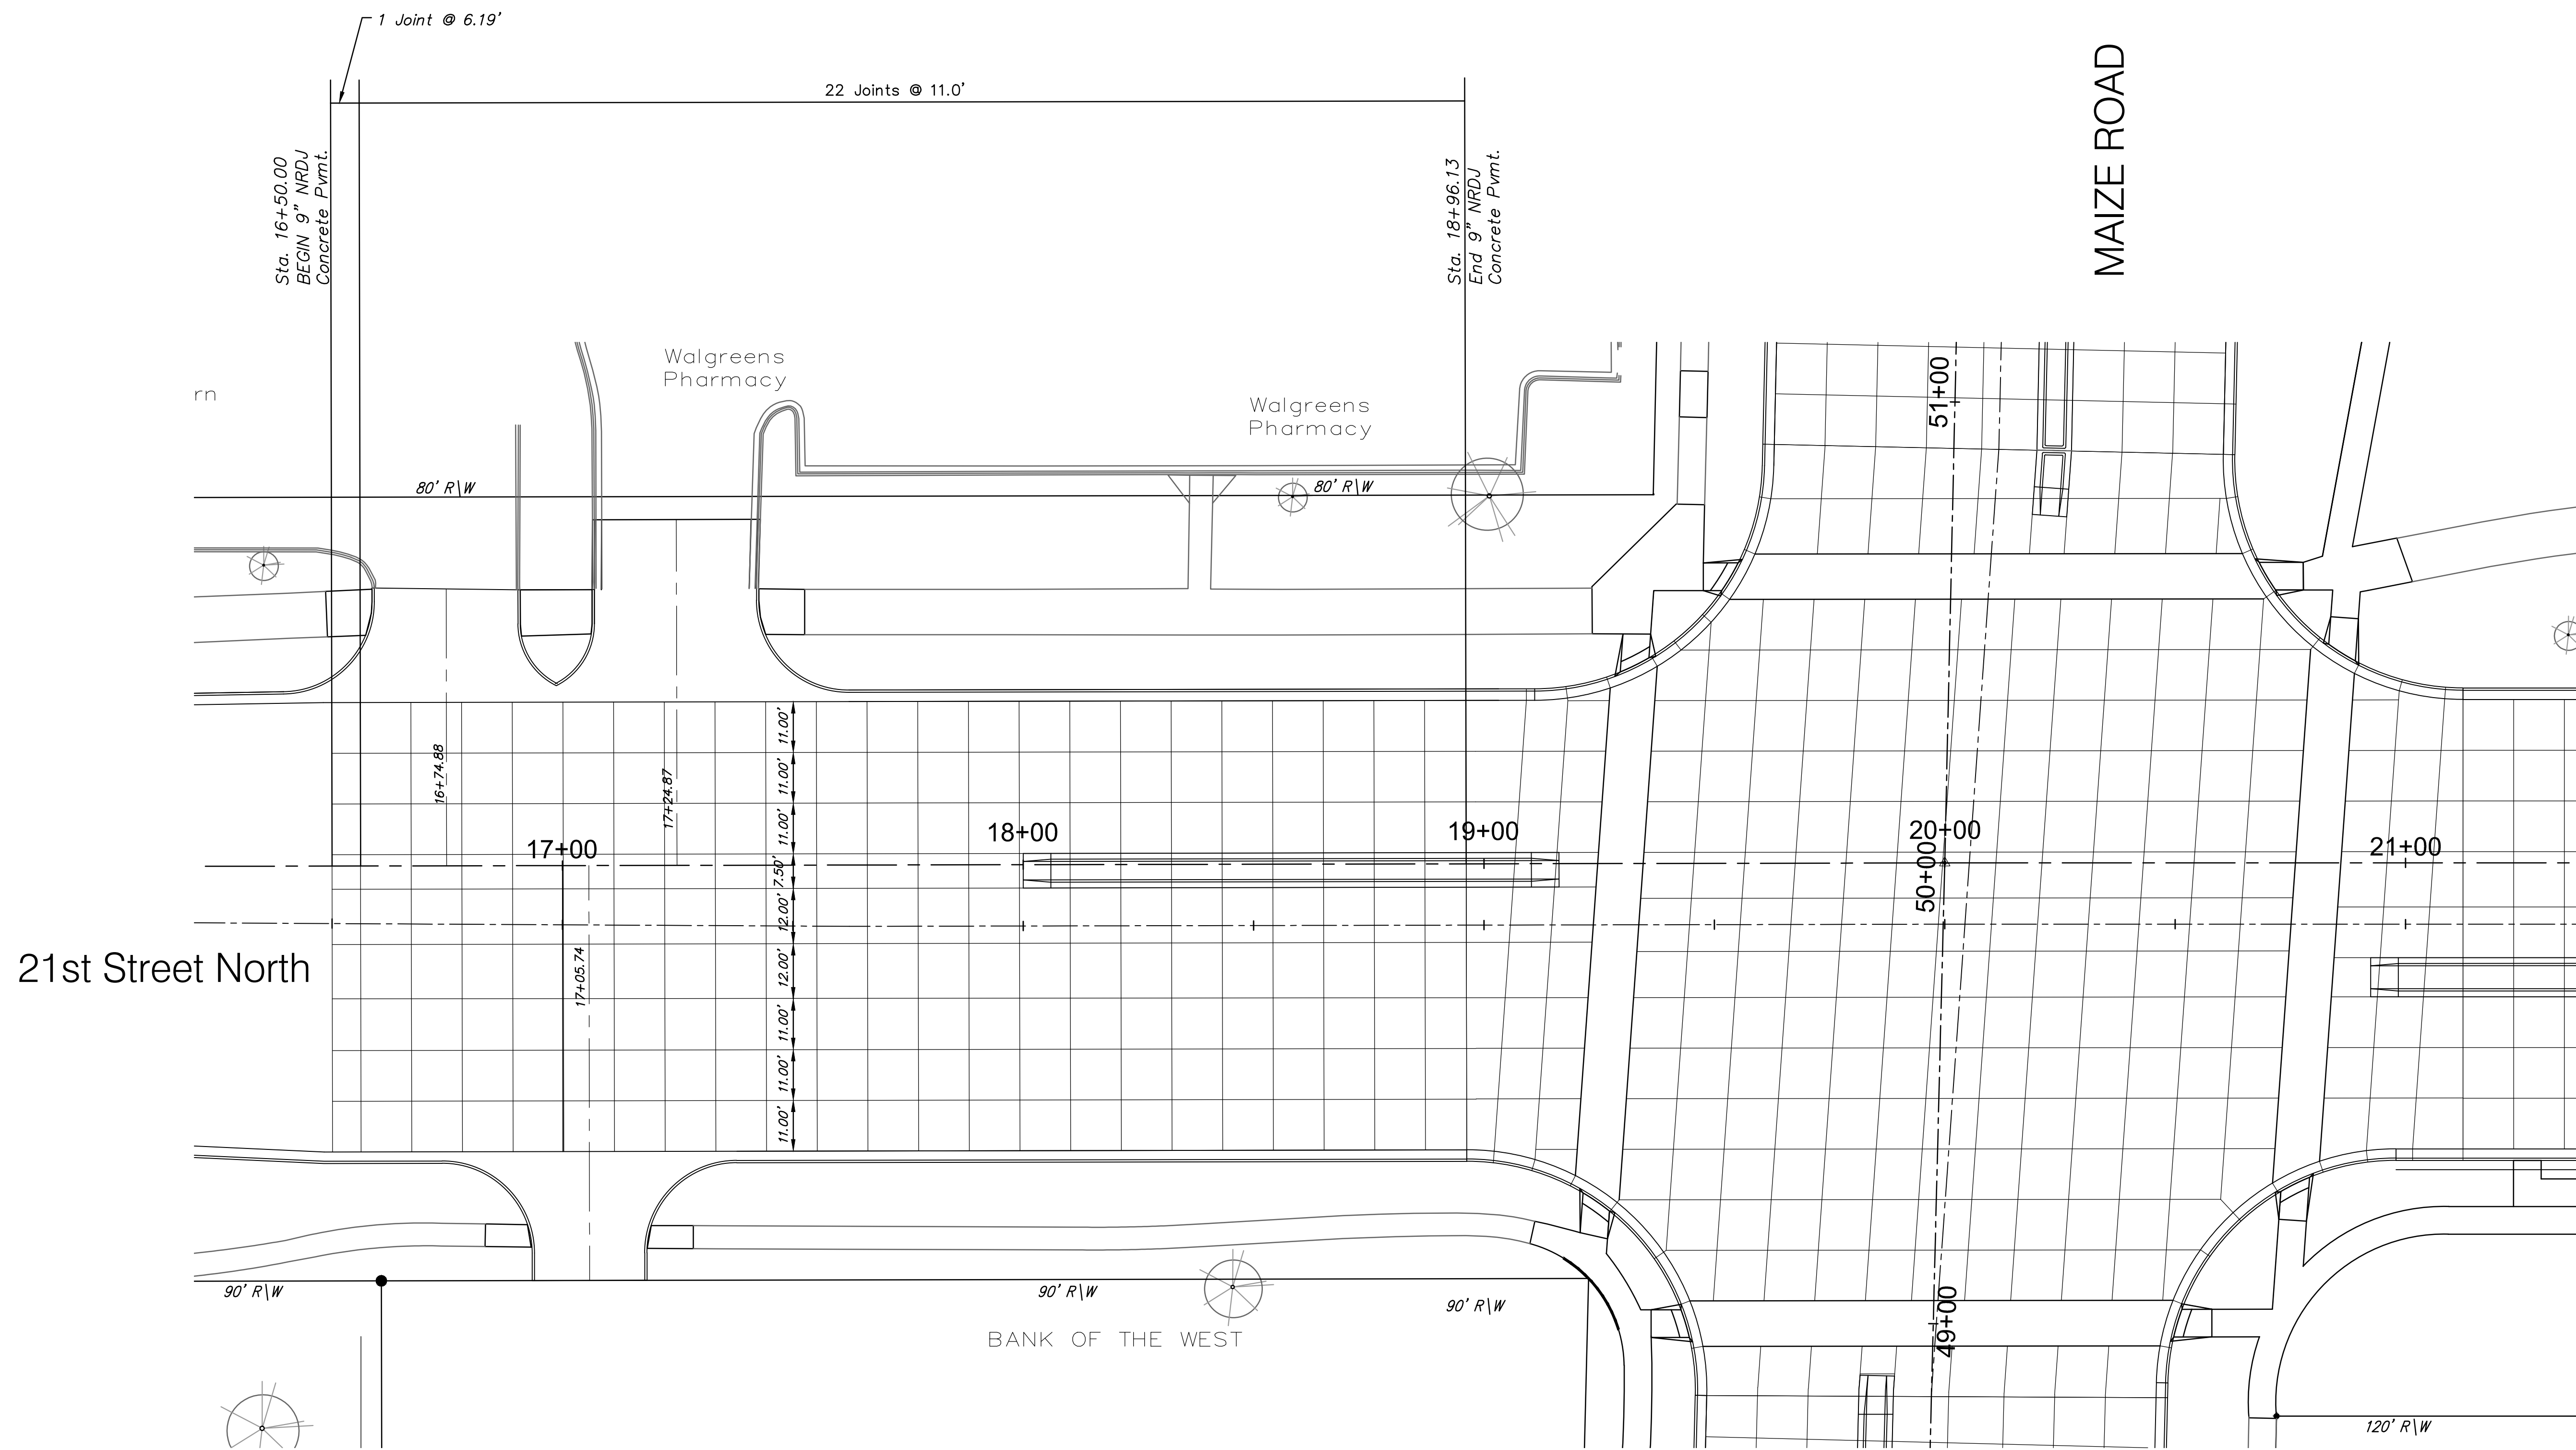 1 Joint @ 6.19'
22 Joints @ 11.0'
Sta. 16+50.00
BEGIN 9" NRDJ
Concrete Pvmt.
Sta. 18+96.13
End 9" NRDJ
Concrete Pvmt.
MAIZE ROAD
Walgreens
Pharmacy
Walgreens
Pharmacy
rn
51+00
80' R\W
80' R\W
11.00'
11.00'
11.00'
7.50'
12.00'
12.00'
11.00'
11.00'
11.00'
16+74.88
17+24.87
17+00
18+00
19+00
20+00
21+00
50+00
17+05.74
21st Street North
90' R\W
90' R\W
90' R\W
49+00
BANK OF THE WEST
120' R\W